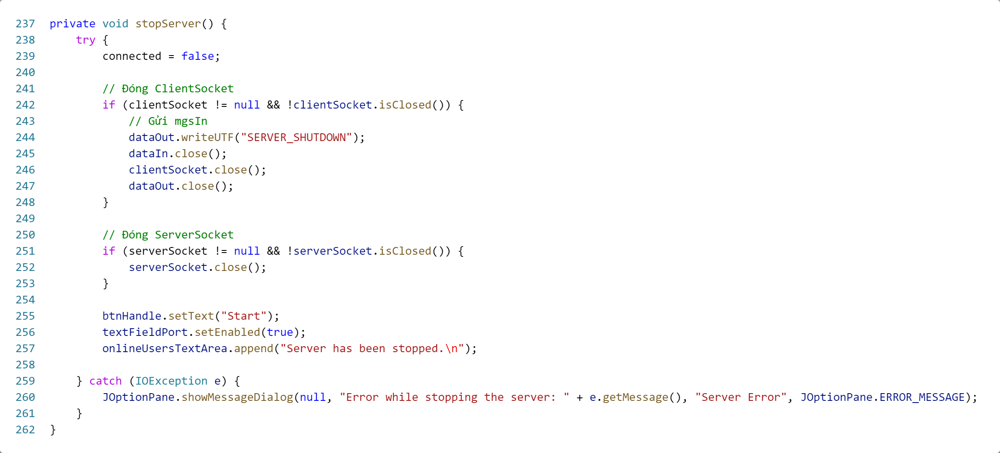 237 private void stopServer() {
238     try {
239         connected = false;
240
241         // Đóng ClientSocket
242         if (clientSocket != null && !clientSocket.isClosed()) {
243             // Gửi mgsIn
244             dataOut.writeUTF("SERVER_SHUTDOWN");
245             dataIn.close();
246             clientSocket.close();
247             dataOut.close();
248         }
249
250         // Đóng ServerSocket
251         if (serverSocket != null && !serverSocket.isClosed()) {
252             serverSocket.close();
253         }
254
255         btnHandle.setText("Start");
256         textFieldPort.setEnabled(true);
257         onlineUsersTextArea.append("Server has been stopped.\n");
258
259     } catch (IOException e) {
260         JOptionPane.showMessageDialog(null, "Error while stopping the server: " + e.getMessage(), "Server Error", JOptionPane.ERROR_MESSAGE);
261     }
262 }